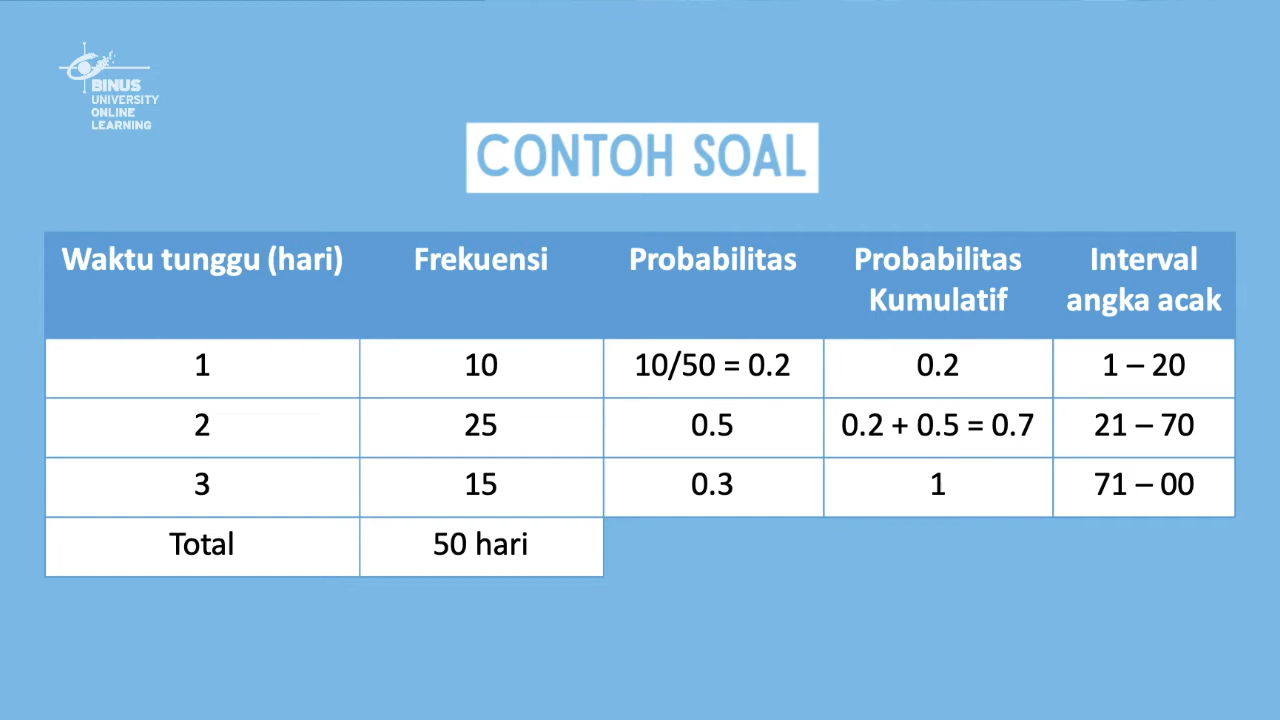 BINUS
UNIVERSITY
ONLINE
LEARNING
CONTOH SOAL
Waktu tunggu (hari) Frekuensi Probabilitas Probabilitas Kumulatif Interval angka acak
1 10 10/50 = 0.2 0.2 1 – 20
2 25 0.5 0.2 + 0.5 = 0.7 21 – 70
3 15 0.3 1 71 – 00
Total 50 hari